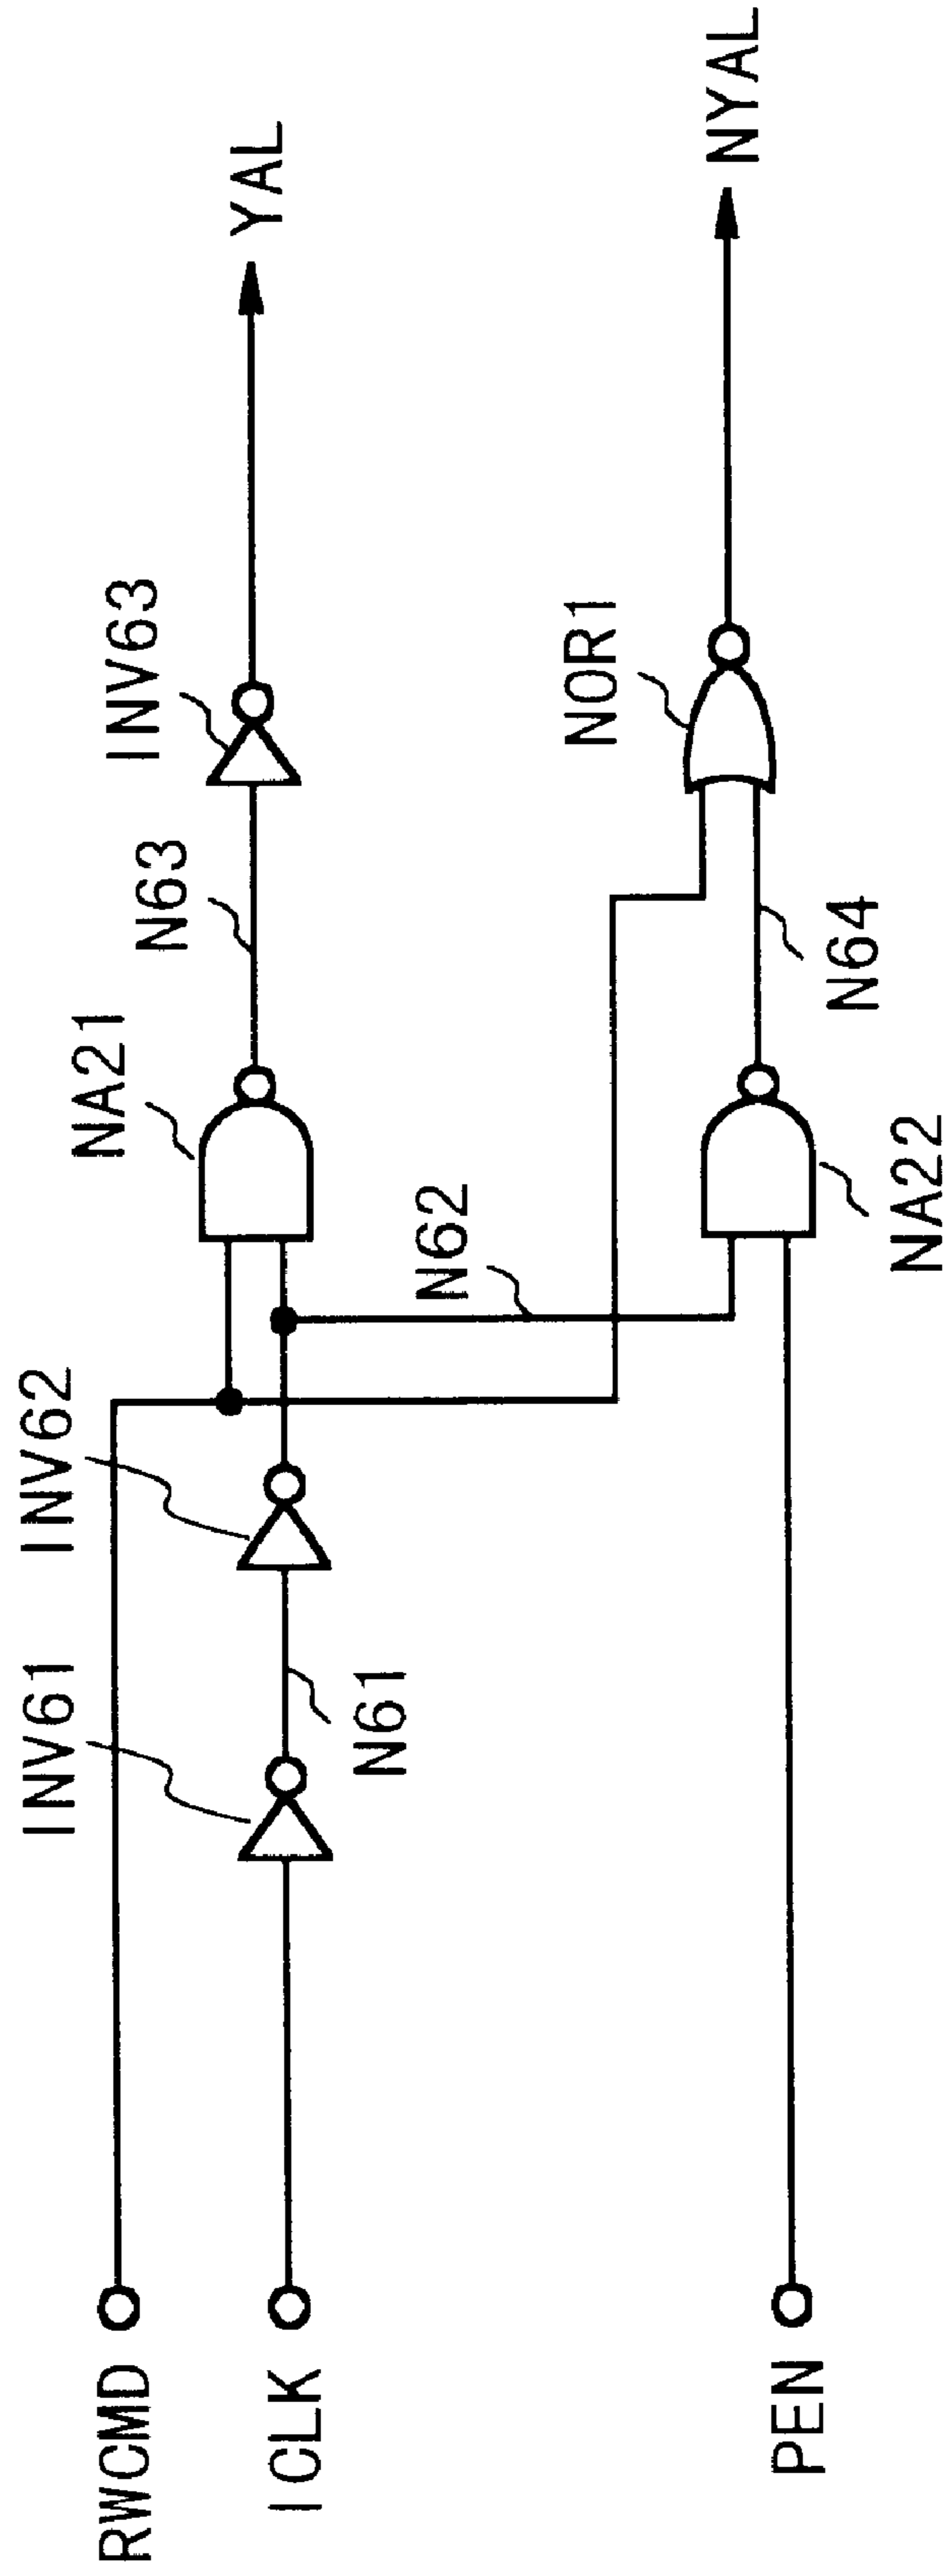 RWCMD
ICLK
PEN
INV61
N61
INV62
N62
NA21
NA22
N63
N64
INV63
NOR1
YAL
NYAL